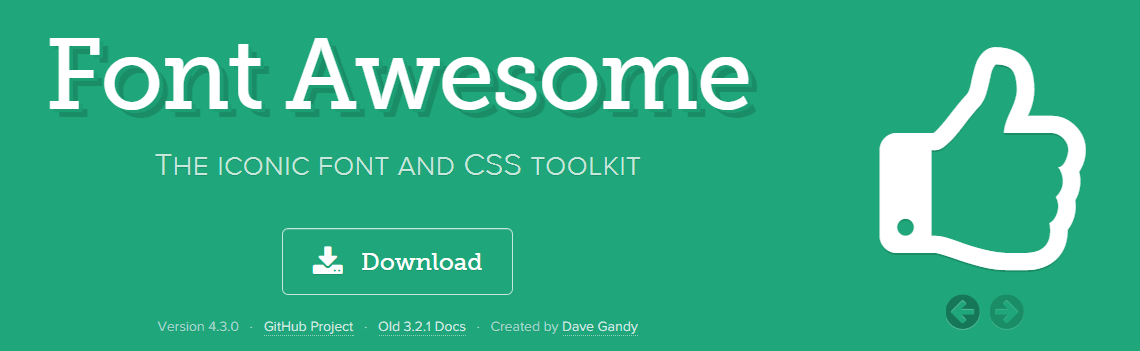 Font Awesome
THE ICONIC FONT AND CSS TOOLKIT
Download
Version 4.3.0 · GitHub Project · Old 3.2.1 Docs · Created by Dave Gandy